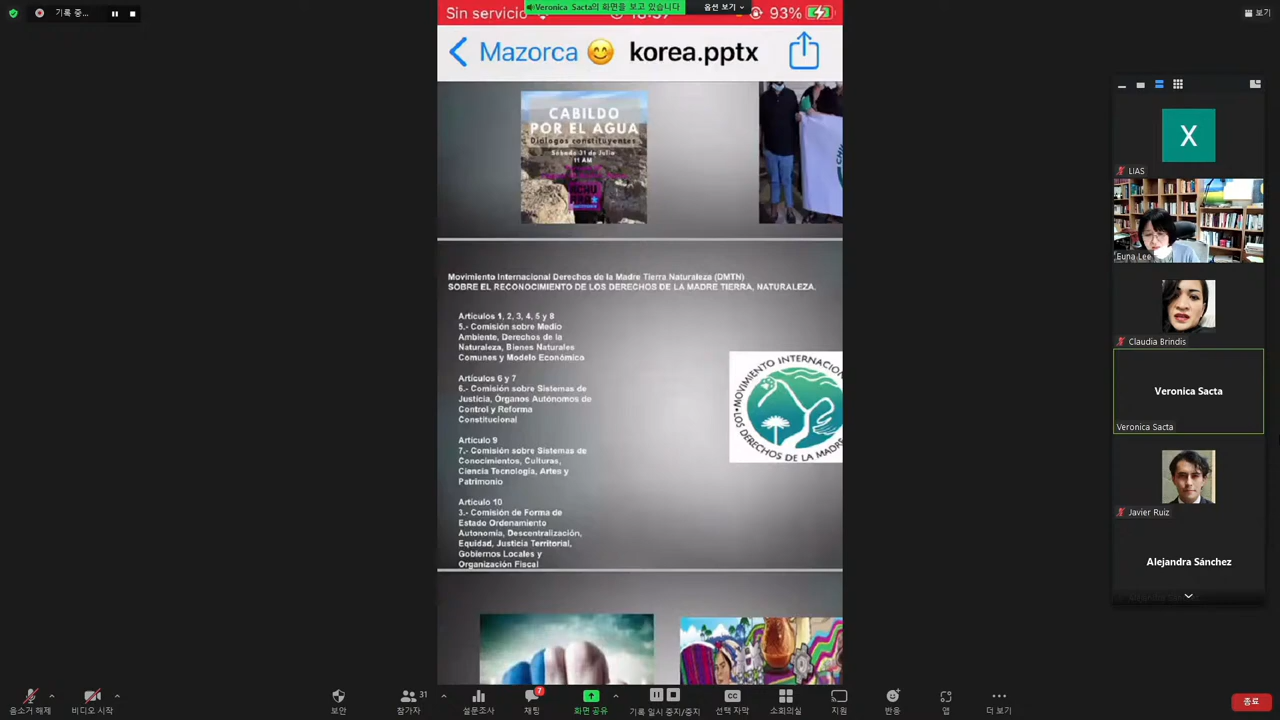 기록 중...
Sin servicio
Veronica Sacta의 화면을 보고 있습니다
옵션 보기
93%
보기
Mazorca 😊 korea.pptx
CABILDO
POR EL AGUA
Diálogos constituyentes
Sábado 31 de Julio
11 AM
Movimiento Internacional Derechos de la Madre Tierra Naturaleza (DMTN)
SOBRE EL RECONOCIMIENTO DE LOS DERECHOS DE LA MADRE TIERRA, NATURALEZA.
Artículos 1, 2, 3, 4, 5 y 8
5.- Comisión sobre Medio
Ambiente, Derechos de la
Naturaleza, Bienes Naturales
Comunes y Modelo Económico
Artículos 6 y 7
6.- Comisión sobre Sistemas de
Justicia, Órganos Autónomos de
Control y Reforma
Constitucional
Artículo 9
7.- Comisión sobre Sistemas de
Conocimientos, Culturas,
Ciencia Tecnología, Artes y
Patrimonio
Artículo 10
3.- Comisión de Forma de
Estado Ordenamiento
Autonomía, Descentralización,
Equidad, Justicia Territorial,
Gobiernos Locales y
Organización Fiscal
MOVIMIENTO INTERNACION
LOS DERECHOS DE LA MADRE
X
LIAS
Euna Lee
Claudia Brindis
Veronica Sacta
Veronica Sacta
Javier Ruiz
Alejandra Sánchez
음소거 해제
비디오 시작
보안
31
참가자
설문조사
7
채팅
화면 공유
기록 일시 중지/중지
CC
선택 자막
소회의실
지원
반응
앱
더 보기
종료